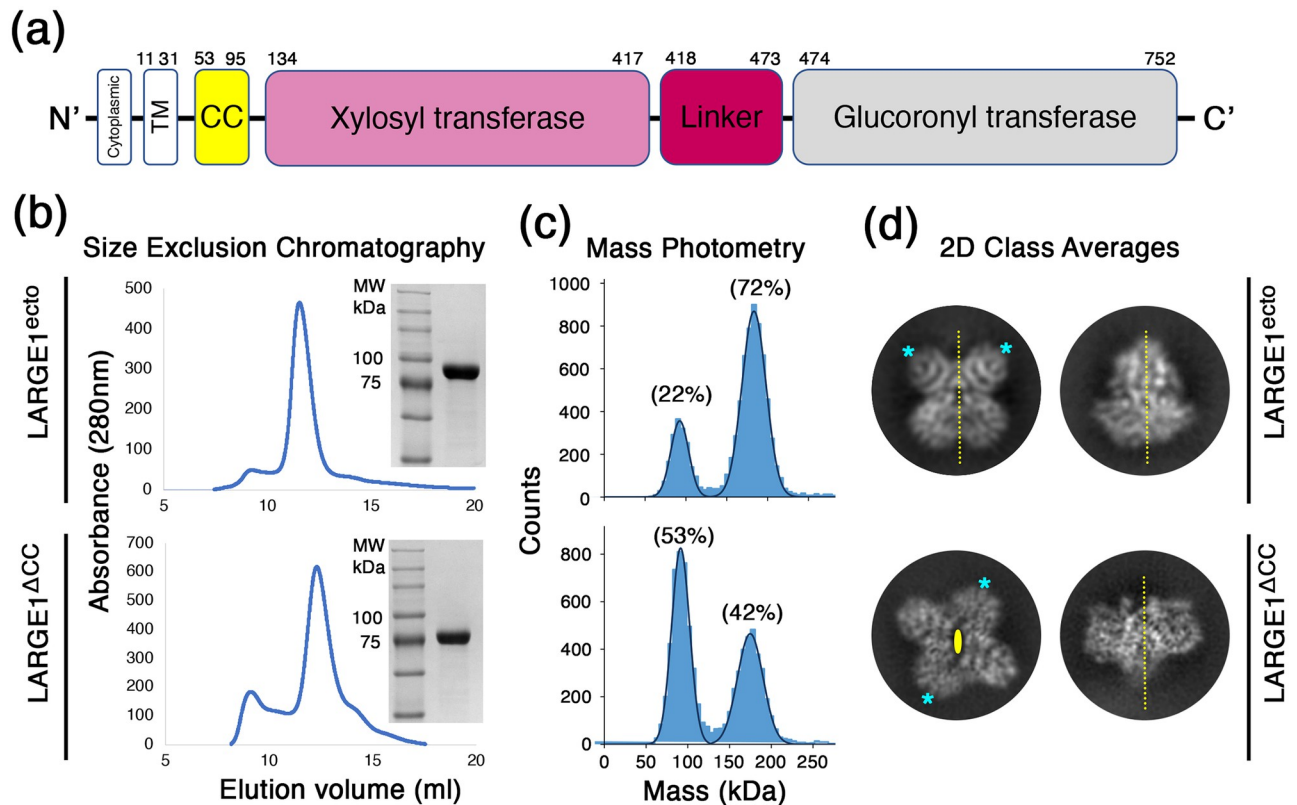 (a)
11 31 53 95 134 417 418 473 474 752
N' Cytoplasmic TM CC Xylosyl transferase Linker Glucoronyl transferase C'
(b)
Size Exclusion Chromatography
LARGE1ecto
Absorbance (280nm)
500
400
300
200
100
0
5 10 15 20
MW
kDa
100
75
LARGE1ΔCC
700
600
500
400
300
200
100
0
5 10 15 20
MW
kDa
100
75
Elution volume (ml)
(c)
Mass Photometry
Counts
1000
800
600
400
200
0
(22%)
(72%)
800
600
400
200
0
(53%)
(42%)
0 50 100 150 200 250
Mass (kDa)
(d)
2D Class Averages
* *
LARGE1ecto
*
*
LARGE1ΔCC